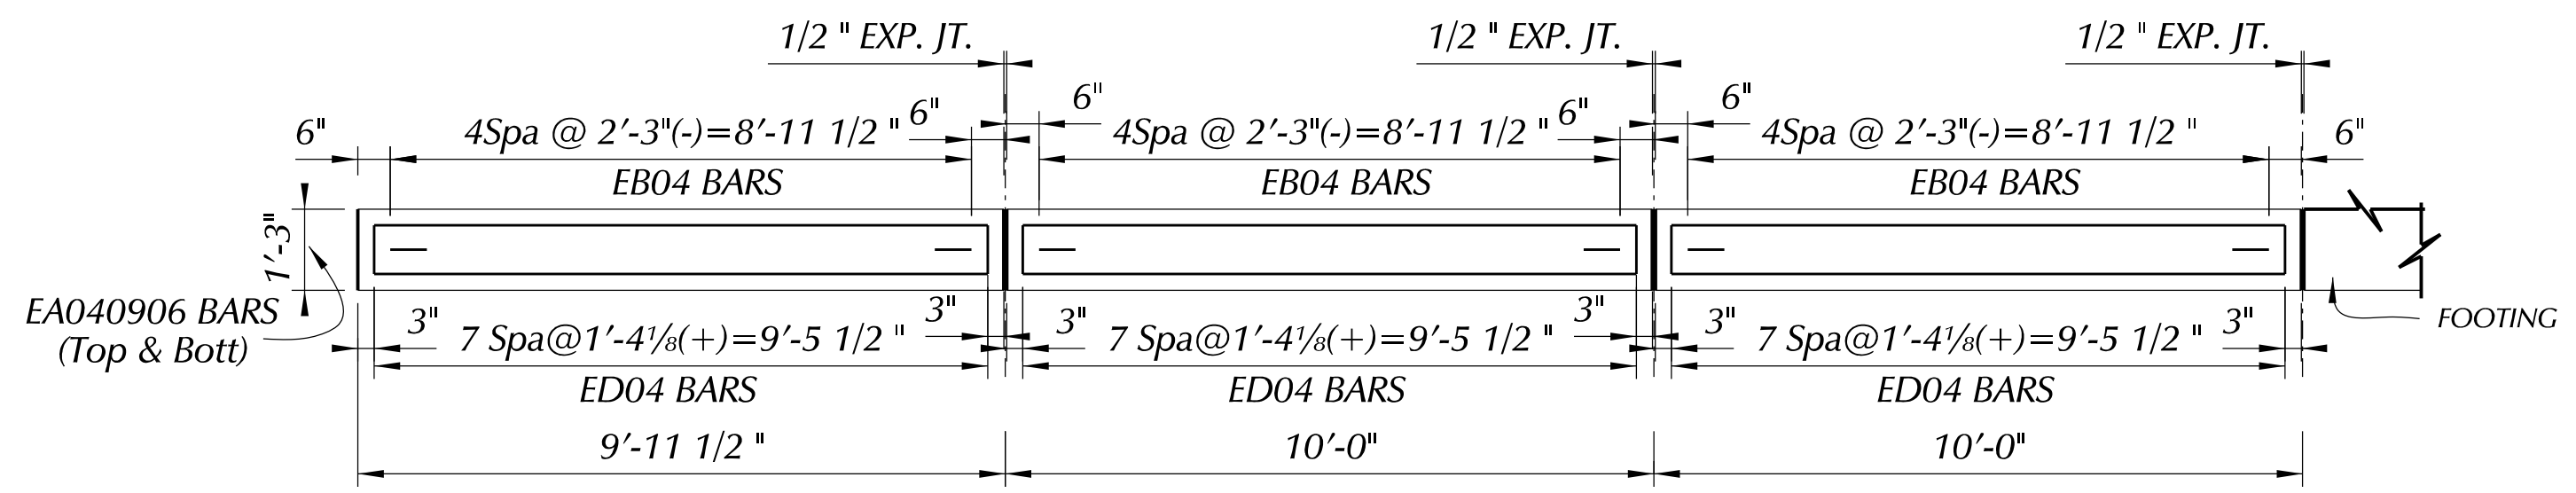 1/2 " EXP. JT. 1/2 " EXP. JT. 1/2 " EXP. JT.
6" 4Spa @ 2'-3"(-)=8'-11 1/2 " 6" 6" 4Spa @ 2'-3"(-)=8'-11 1/2 " 6" 6" 4Spa @ 2'-3"(-)=8'-11 1/2 " 6"
EB04 BARS EB04 BARS EB04 BARS
1'-3"
EA040906 BARS
(Top & Bott)
3" 7 Spa@1'-4⅛(+)=9'-5 1/2 " 3" 3" 7 Spa@1'-4⅛(+)=9'-5 1/2 " 3" 3" 7 Spa@1'-4⅛(+)=9'-5 1/2 " 3" FOOTING
ED04 BARS ED04 BARS ED04 BARS
9'-11 1/2 " 10'-0" 10'-0"